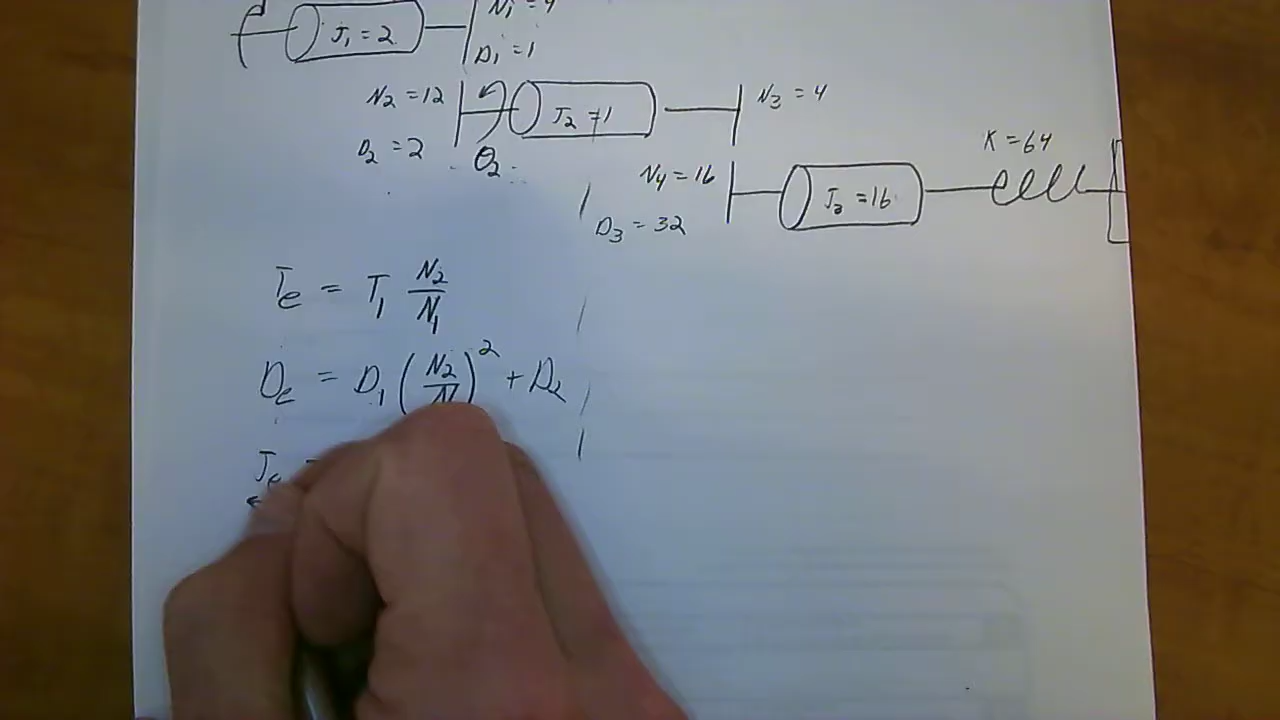 J1 = 2
N1 = 4
D1 = 1
N2 = 12
D2 = 2
θ2
J2 = 1
N3 = 4
N4 = 16
D3 = 32
J3 = 16
K = 64
Te = T1 N2/N1
De = D1 (N2/N)² + D2
Je =